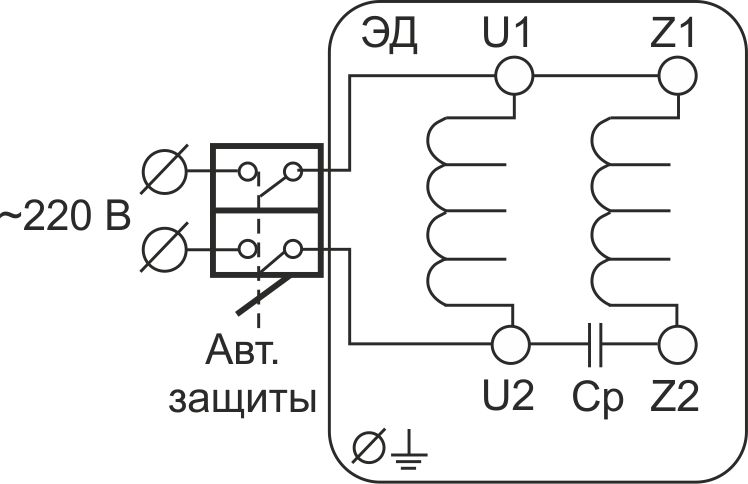 ЭД
U1
Z1
~220 В
Авт.
защиты
U2
Ср
Z2